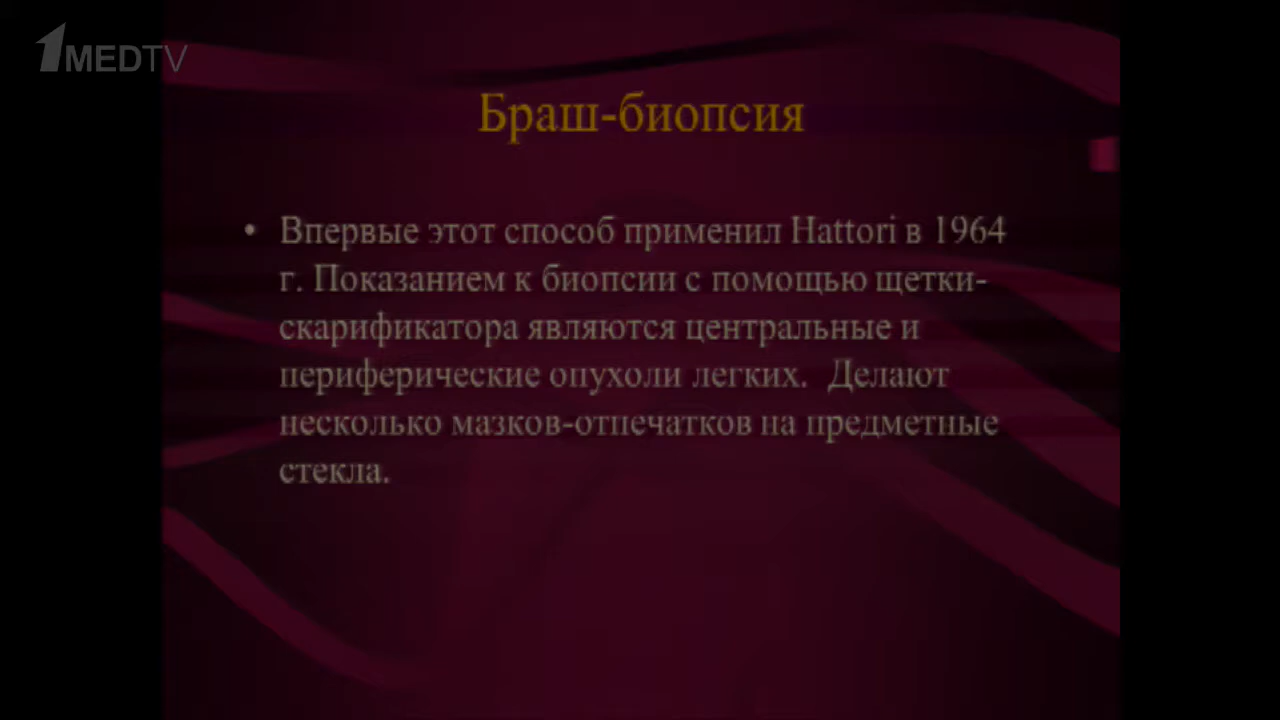 1MEDTV
Браш-биопсия
• Впервые этот способ применил Hattori в 1964
г. Показанием к биопсии с помощью щетки-
скарификатора являются центральные и
периферические опухоли легких. Делают
несколько мазков-отпечатков на предметные
стекла.